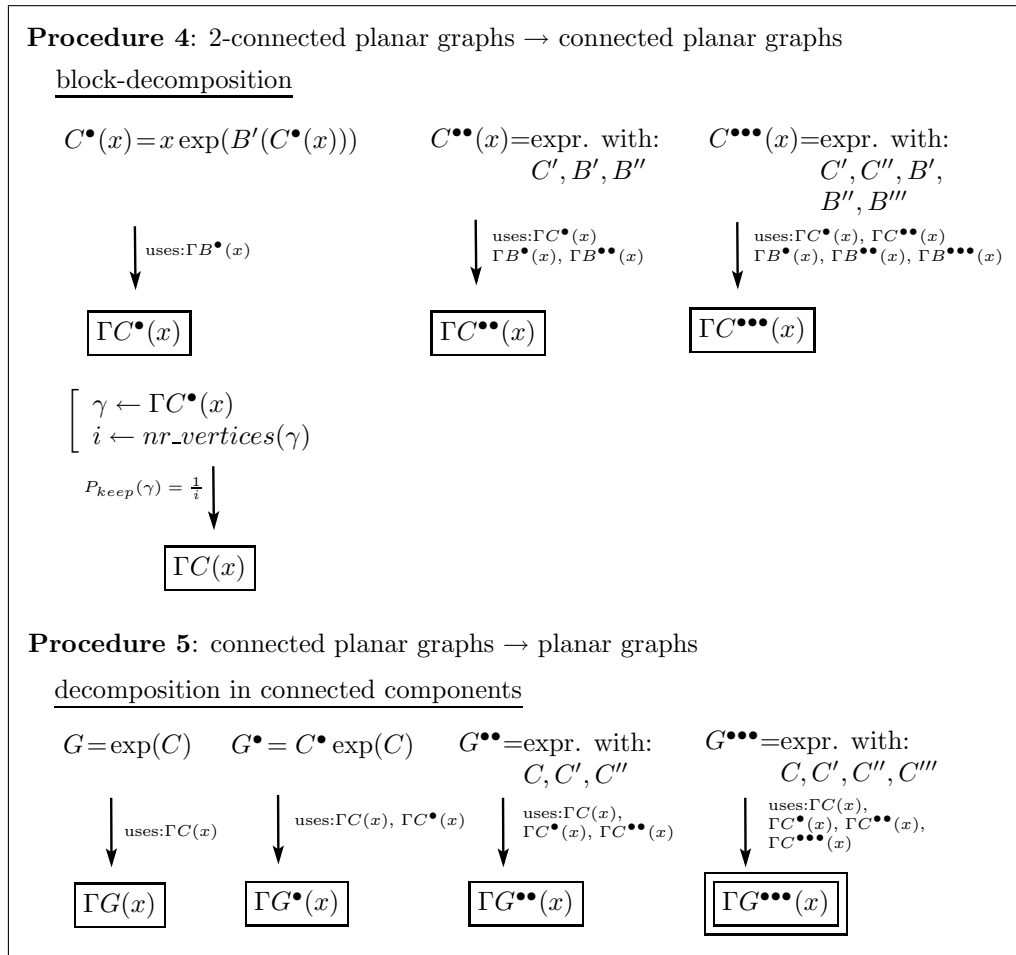 Procedure 4: 2-connected planar graphs → connected planar graphs
block-decomposition
C•(x)=x exp(B′(C•(x)))
C••(x)=expr. with:
C′, B′, B′′
C•••(x)=expr. with:
C′, C′′, B′,
B′′, B′′′
uses:ΓB•(x)
uses:ΓC•(x)
ΓB•(x), ΓB••(x)
uses:ΓC•(x), ΓC••(x)
ΓB•(x), ΓB••(x), ΓB•••(x)
ΓC•(x)
ΓC••(x)
ΓC•••(x)
γ ← ΓC•(x)
i ← nr_vertices(γ)
P_keep(γ) = 1/i
ΓC(x)
Procedure 5: connected planar graphs → planar graphs
decomposition in connected components
G=exp(C)
G•= C• exp(C)
G••=expr. with:
C, C′, C′′
G•••=expr. with:
C, C′, C′′, C′′′
uses:ΓC(x)
uses:ΓC(x), ΓC•(x)
uses:ΓC(x),
ΓC•(x), ΓC••(x)
uses:ΓC(x),
ΓC•(x), ΓC••(x),
ΓC•••(x)
ΓG(x)
ΓG•(x)
ΓG••(x)
ΓG•••(x)